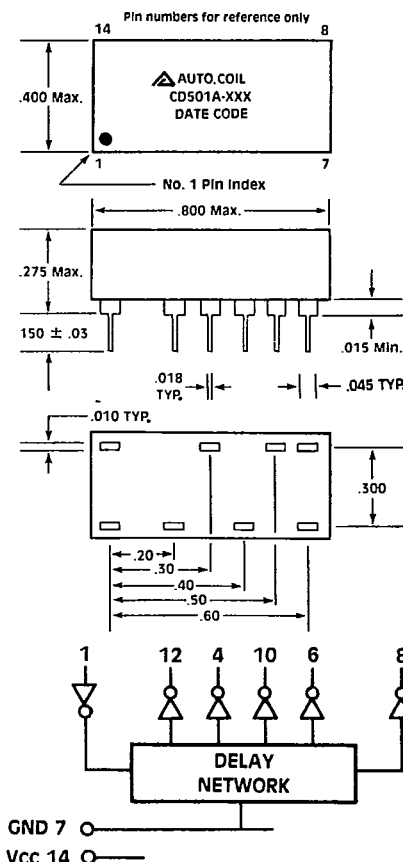 Pin numbers for reference only
14 8
.400 Max.
AUTO.COIL
CD501A-XXX
DATE CODE
1 7
No. 1 Pin Index
.800 Max.
.275 Max.
150 ± .03
.015 Min.
.018
TYP.
.045 TYP
.010 TYP.
.300
.20
.30
.40
.50
.60
1 12 4 10 6 8
DELAY
NETWORK
GND 7
Vcc 14